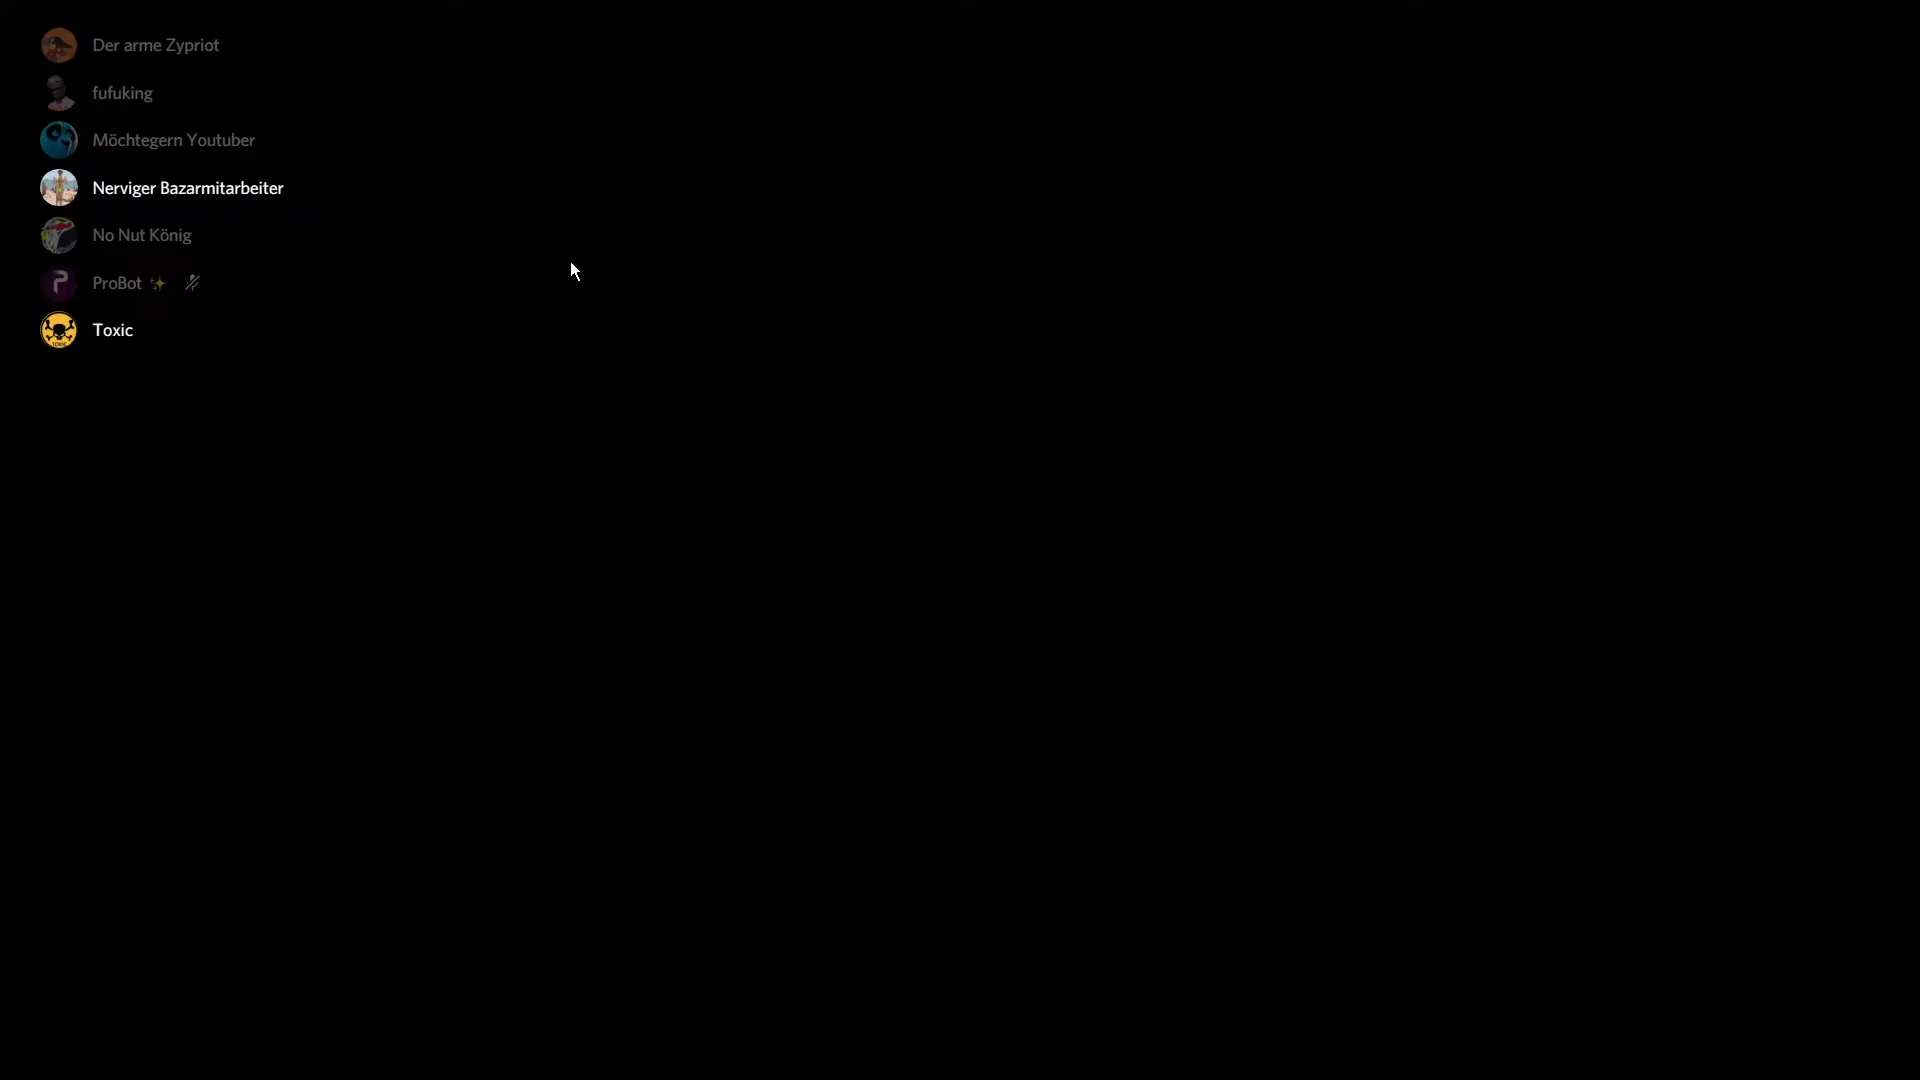 Der arme Zypriot
fufuking
Möchtegern Youtuber
Nerviger Bazarmitarbeiter
No Nut König
ProBot ✨
Toxic